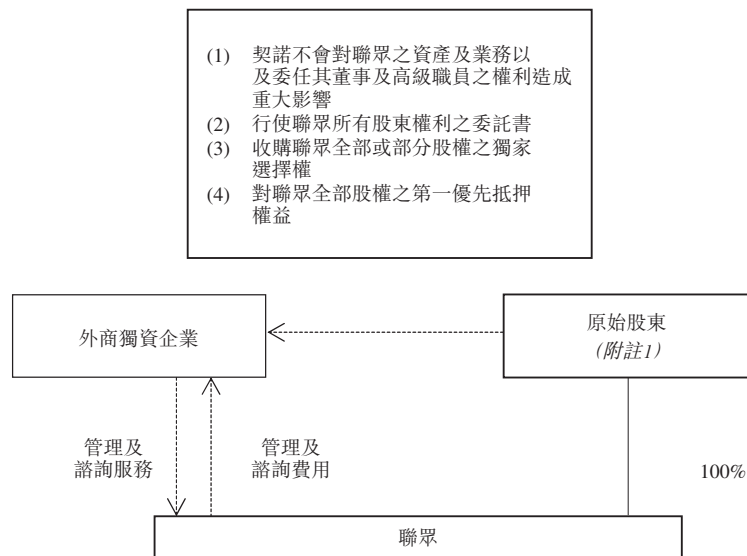 (1) 契諾不會對聯眾之資產及業務以
及委任其董事及高級職員之權利造成
重大影響
(2) 行使聯眾所有股東權利之委託書
(3) 收購聯眾全部或部分股權之獨家
選擇權
(4) 對聯眾全部股權之第一優先抵押
權益
外商獨資企業
原始股東
(附註1)
管理及
諮詢服務
管理及
諮詢費用
100%
聯眾